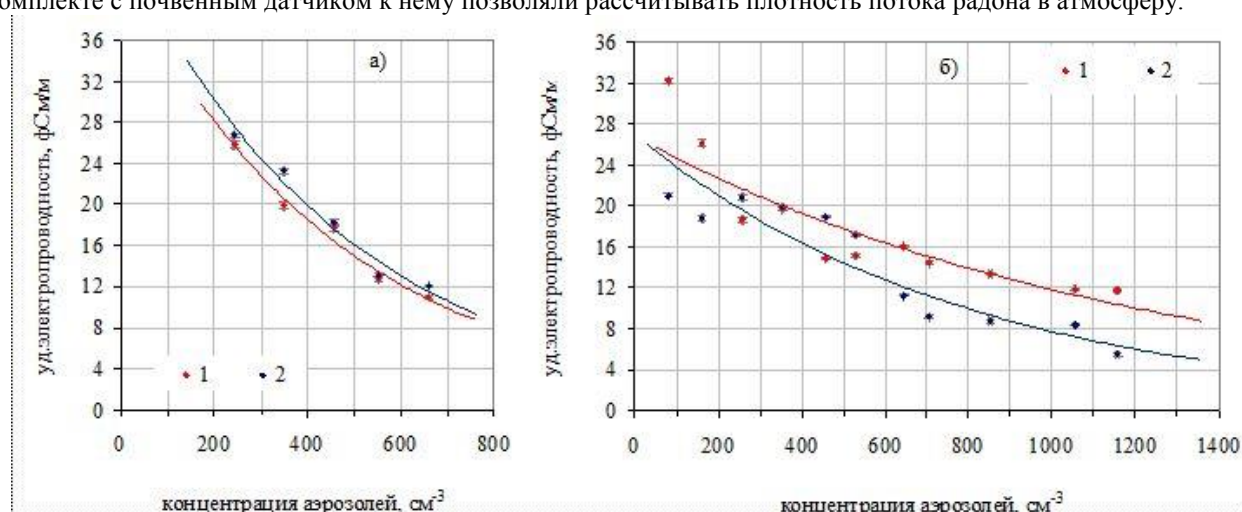 омплекте с почвенным датчиком к нему позволяли рассчитывать плотность потока радона в атмосферу.
а)
36
32
28
24
20
16
12
8
4
0
0 200 400 600 800
уд.электропроводность, фСм/м
1 2
концентрация аэрозолей, см-3
б)
1 2
36
32
28
24
20
16
12
8
4
0
0 200 400 600 800 1000 1200 1400
уд.электропроводность, фСм/м
концентрация аэрозолей, см-3